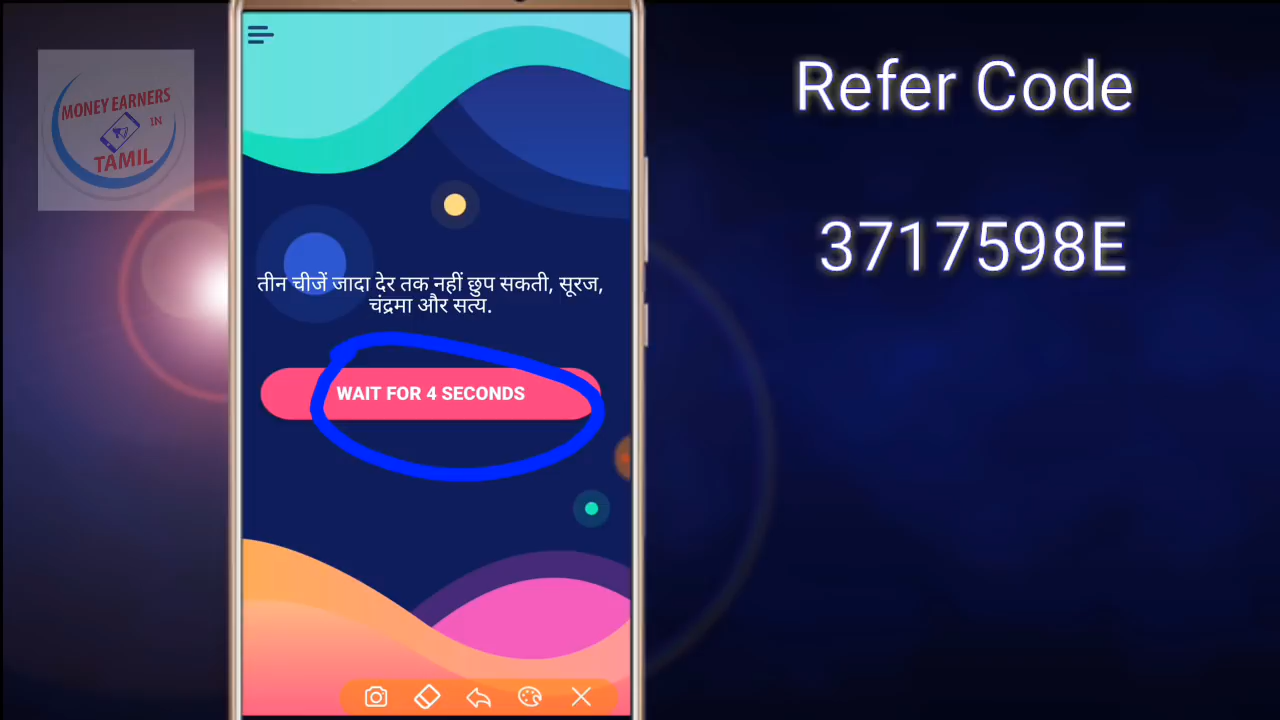 MONEY EARNERS
IN
TAMIL
तीन चीजें जादा देर तक नहीं छुप सकती, सूरज,
चंद्रमा और सत्य.
WAIT FOR 4 SECONDS
Refer Code
3717598E